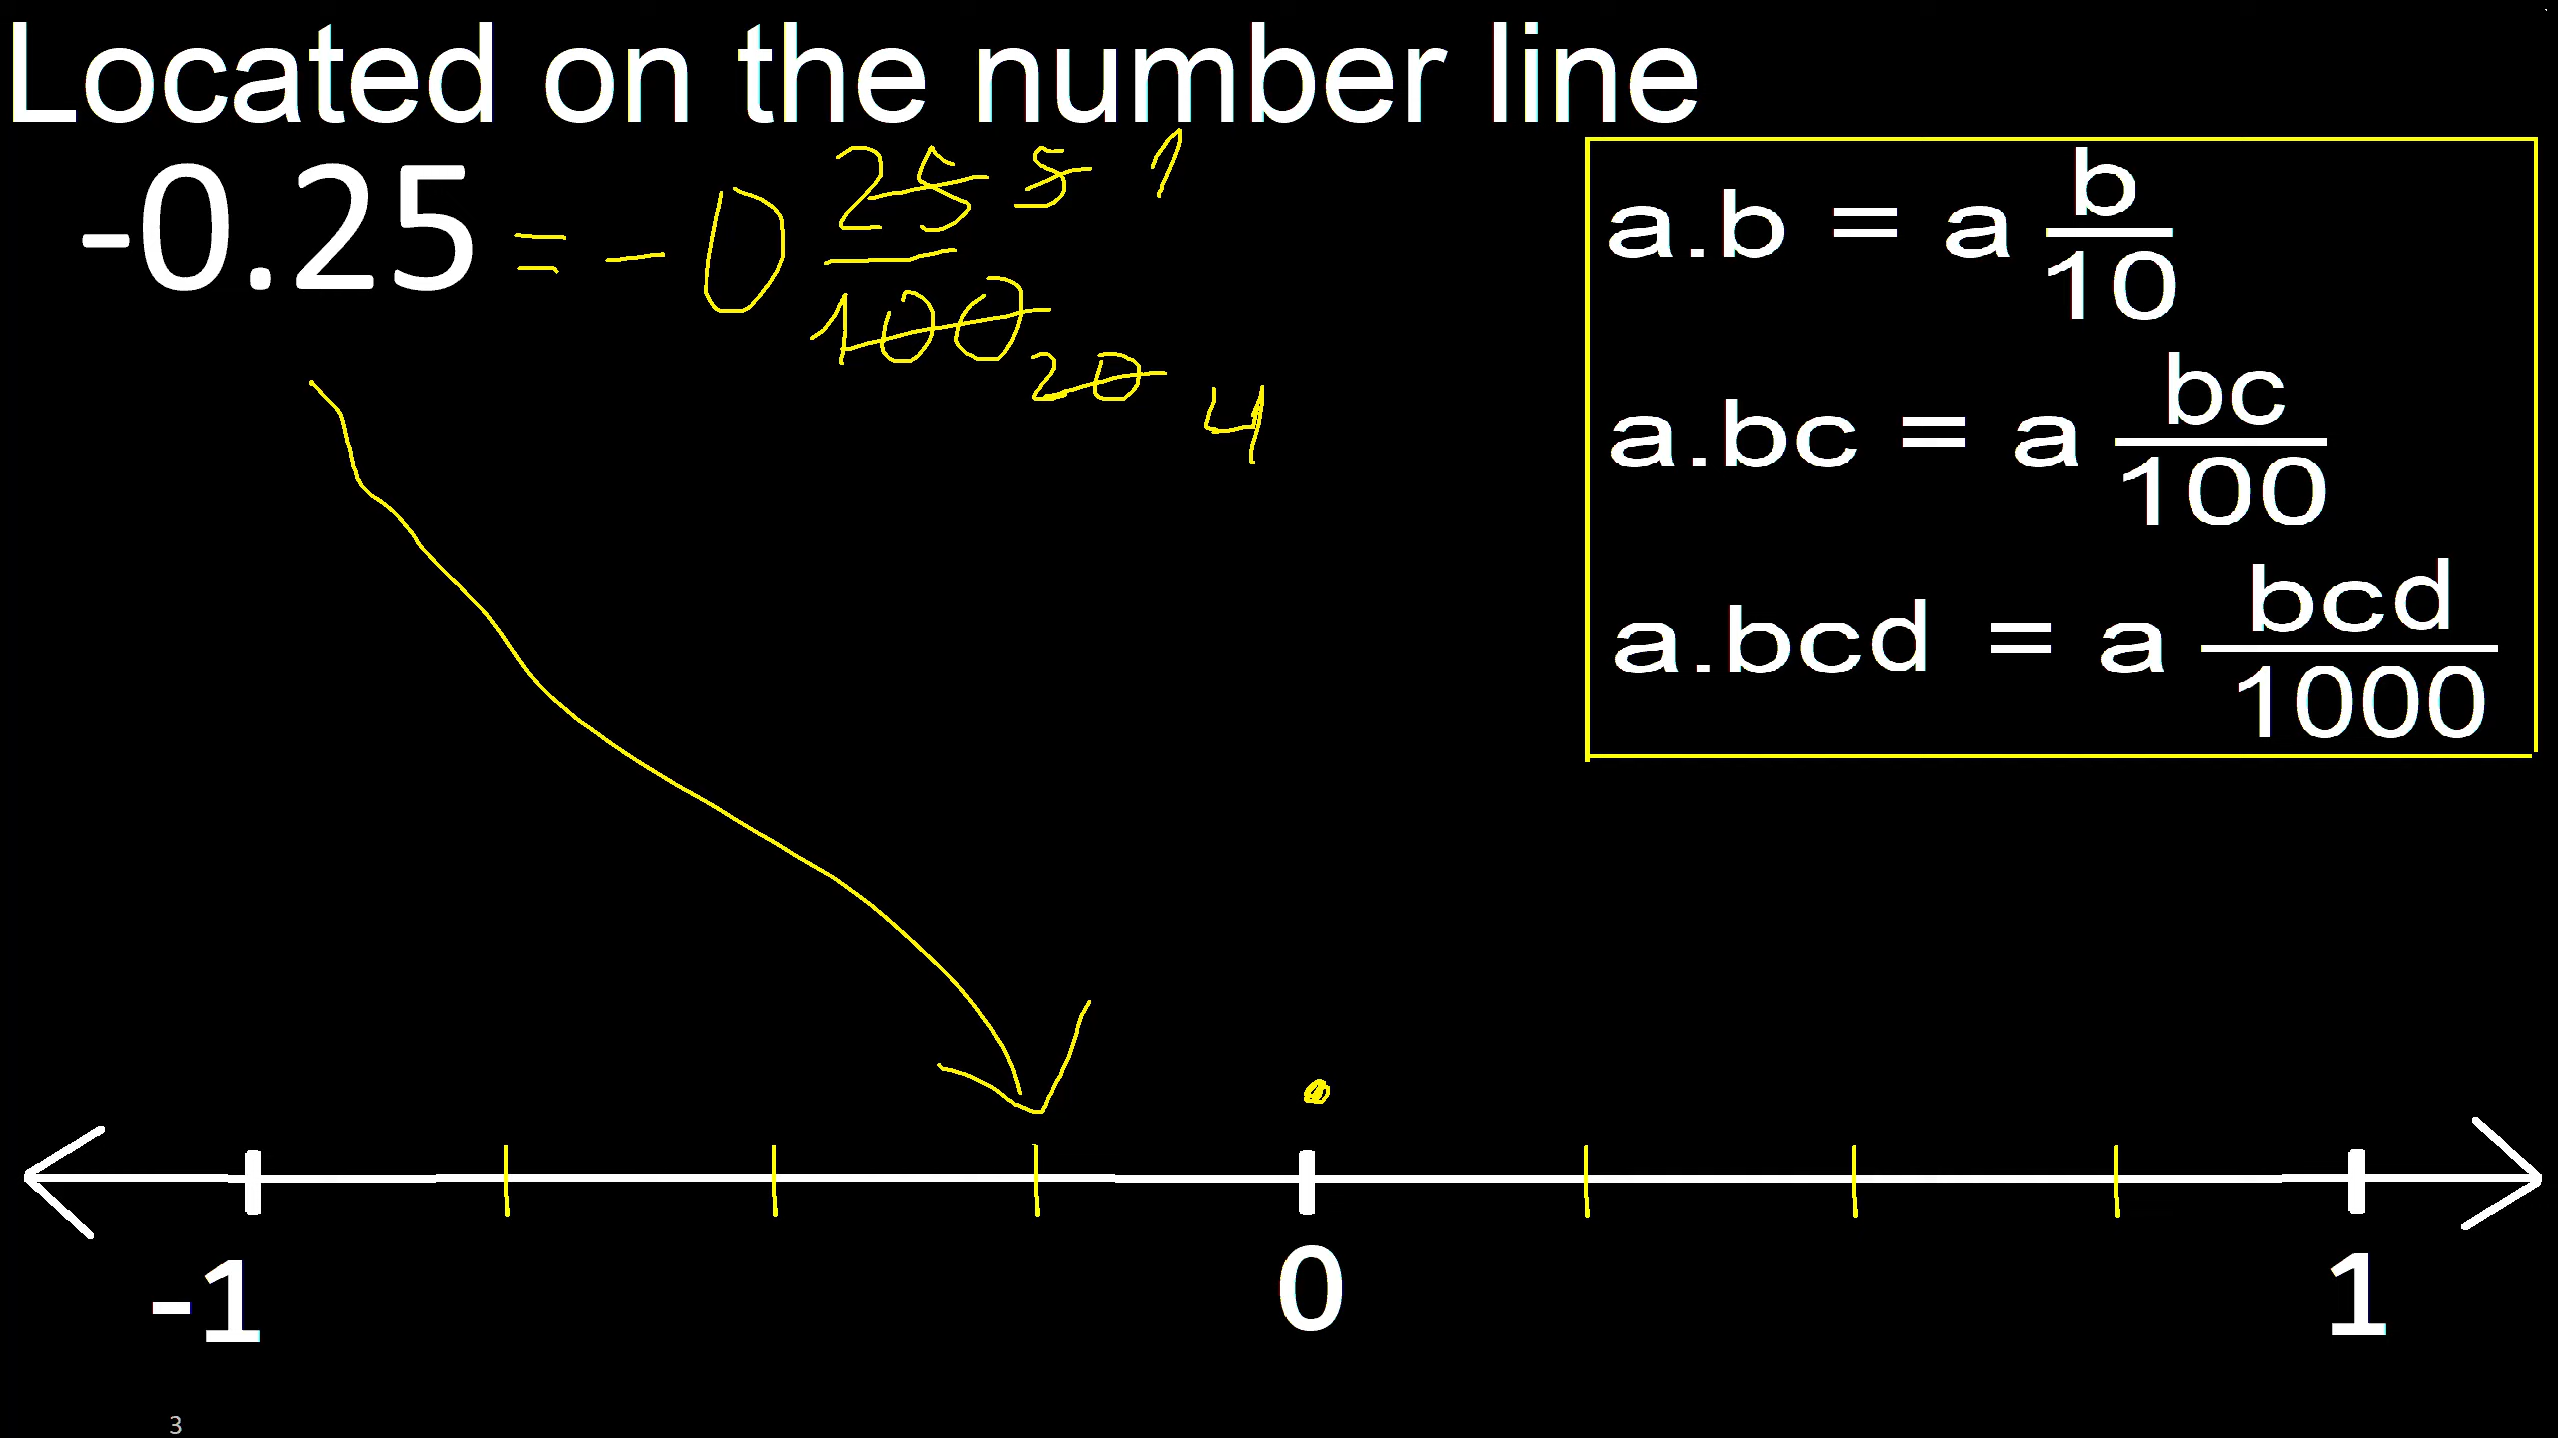 Located on the number line
-0.25 = - 0 25/100 5/20 1/4
a.b = a b/10
a.bc = a bc/100
a.bcd = a bcd/1000
-1 0 1
3